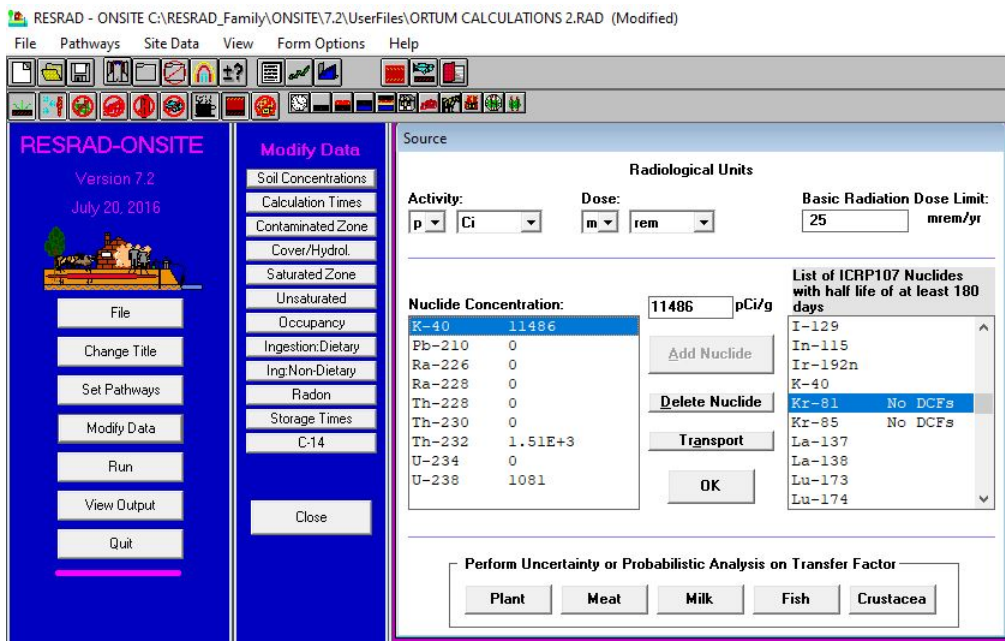 RESRAD - ONSITE C:\RESRAD_Family\ONSITE\7.2\UserFiles\ORTUM CALCULATIONS 2.RAD (Modified)
File Pathways Site Data View Form Options Help
±?
RESRAD-ONSITE
Version 7.2
July 20, 2016
File
Change Title
Set Pathways
Modify Data
Run
View Output
Quit
Modify Data
Soil Concentrations
Calculation Times
Contaminated Zone
Cover/Hydrol.
Saturated Zone
Unsaturated
Occupancy
Ingestion:Dietary
Ing:Non-Dietary
Radon
Storage Times
C-14
Close
Source
Radiological Units
Activity: Dose: Basic Radiation Dose Limit:
p Ci m rem 25 mrem/yr
Nuclide Concentration: 11486 pCi/g
K-40 11486
Pb-210 0
Ra-226 0
Ra-228 0
Th-228 0
Th-230 0
Th-232 1.51E+3
U-234 0
U-238 1081
Add Nuclide
Delete Nuclide
Transport
OK
List of ICRP107 Nuclides
with half life of at least 180
days
I-129
In-115
Ir-192n
K-40
Kr-81 No DCFs
Kr-85 No DCFs
La-137
La-138
Lu-173
Lu-174
Perform Uncertainty or Probabilistic Analysis on Transfer Factor
Plant Meat Milk Fish Crustacea